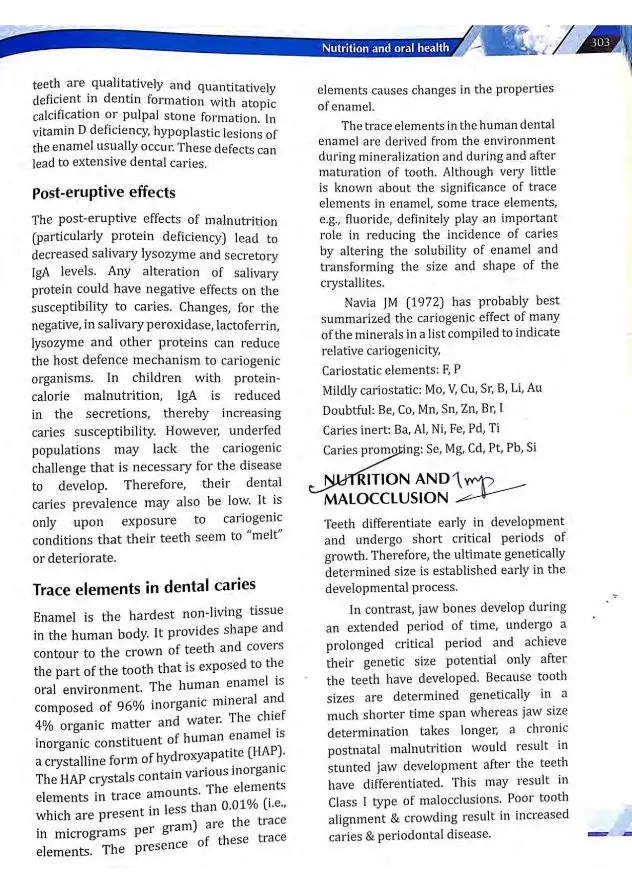 Nutrition and oral health
303
teeth are qualitatively and quantitatively
deficient in dentin formation with atopic
calcification or pulpal stone formation. In
vitamin D deficiency, hypoplastic lesions of
the enamel usually occur. These defects can
lead to extensive dental caries.
Post-eruptive effects
The post-eruptive effects of malnutrition
(particularly protein deficiency) lead to
decreased salivary lysozyme and secretory
IgA levels. Any alteration of salivary
protein could have negative effects on the
susceptibility to caries. Changes, for the
negative, in salivary peroxidase, lactoferrin,
lysozyme and other proteins can reduce
the host defence mechanism to cariogenic
organisms. In children with protein-
calorie malnutrition, IgA is reduced
in the secretions, thereby increasing
caries susceptibility. However, underfed
populations may lack the cariogenic
challenge that is necessary for the disease
to develop. Therefore, their dental
caries prevalence may also be low. It is
only upon exposure to cariogenic
conditions that their teeth seem to "melt"
or deteriorate.
Trace elements in dental caries
Enamel is the hardest non-living tissue
in the human body. It provides shape and
contour to the crown of teeth and covers
the part of the tooth that is exposed to the
oral environment. The human enamel is
composed of 96% inorganic mineral and
4% organic matter and water. The chief
inorganic constituent of human enamel is
a crystalline form of hydroxyapatite (HAP).
The HAP crystals contain various inorganic
elements in trace amounts. The elements
which are present in less than 0.01% (i.e.,
in micrograms per gram) are the trace
elements. The presence of these trace
elements causes changes in the properties
of enamel.
The trace elements in the human dental
enamel are derived from the environment
during mineralization and during and after
maturation of tooth. Although very little
is known about the significance of trace
elements in enamel, some trace elements,
e.g., fluoride, definitely play an important
role in reducing the incidence of caries
by altering the solubility of enamel and
transforming the size and shape of the
crystallites.
Navia JM (1972) has probably best
summarized the cariogenic effect of many
of the minerals in a list compiled to indicate
relative cariogenicity,
Cariostatic elements: F, P
Mildly cariostatic: Mo, V, Cu, Sr, B, Li, Au
Doubtful: Be, Co, Mn, Sn, Zn, Br, I
Caries inert: Ba, Al, Ni, Fe, Pd, Ti
Caries promoting: Se, Mg, Cd, Pt, Pb, Si
NUTRITION AND Imp
MALOCCLUSION
Teeth differentiate early in development
and undergo short critical periods of
growth. Therefore, the ultimate genetically
determined size is established early in the
developmental process.
In contrast, jaw bones develop during
an extended period of time, undergo a
prolonged critical period and achieve
their genetic size potential only after
the teeth have developed. Because tooth
sizes are determined genetically in a
much shorter time span whereas jaw size
determination takes longer, a chronic
postnatal malnutrition would result in
stunted jaw development after the teeth
have differentiated. This may result in
Class I type of malocclusions. Poor tooth
alignment & crowding result in increased
caries & periodontal disease.